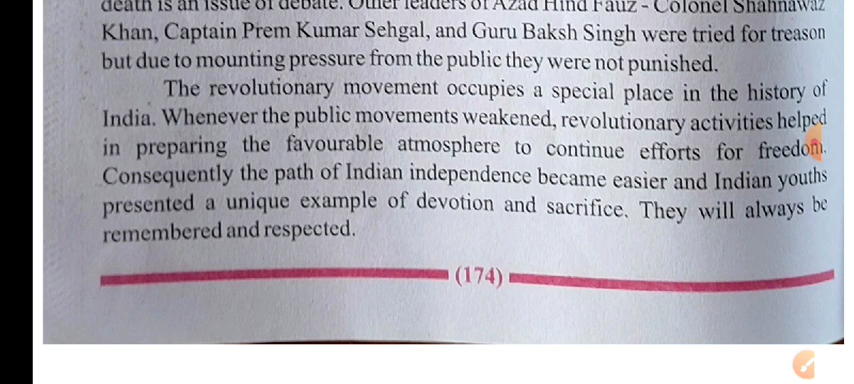 death is an issue of debate. Other leaders of Azad Hind Fauz - Colonel Shahnawaz
Khan, Captain Prem Kumar Sehgal, and Guru Baksh Singh were tried for treason
but due to mounting pressure from the public they were not punished.
The revolutionary movement occupies a special place in the history of
India. Whenever the public movements weakened, revolutionary activities helped
in preparing the favourable atmosphere to continue efforts for freedom.
Consequently the path of Indian independence became easier and Indian youths
presented a unique example of devotion and sacrifice. They will always be
remembered and respected.
(174)